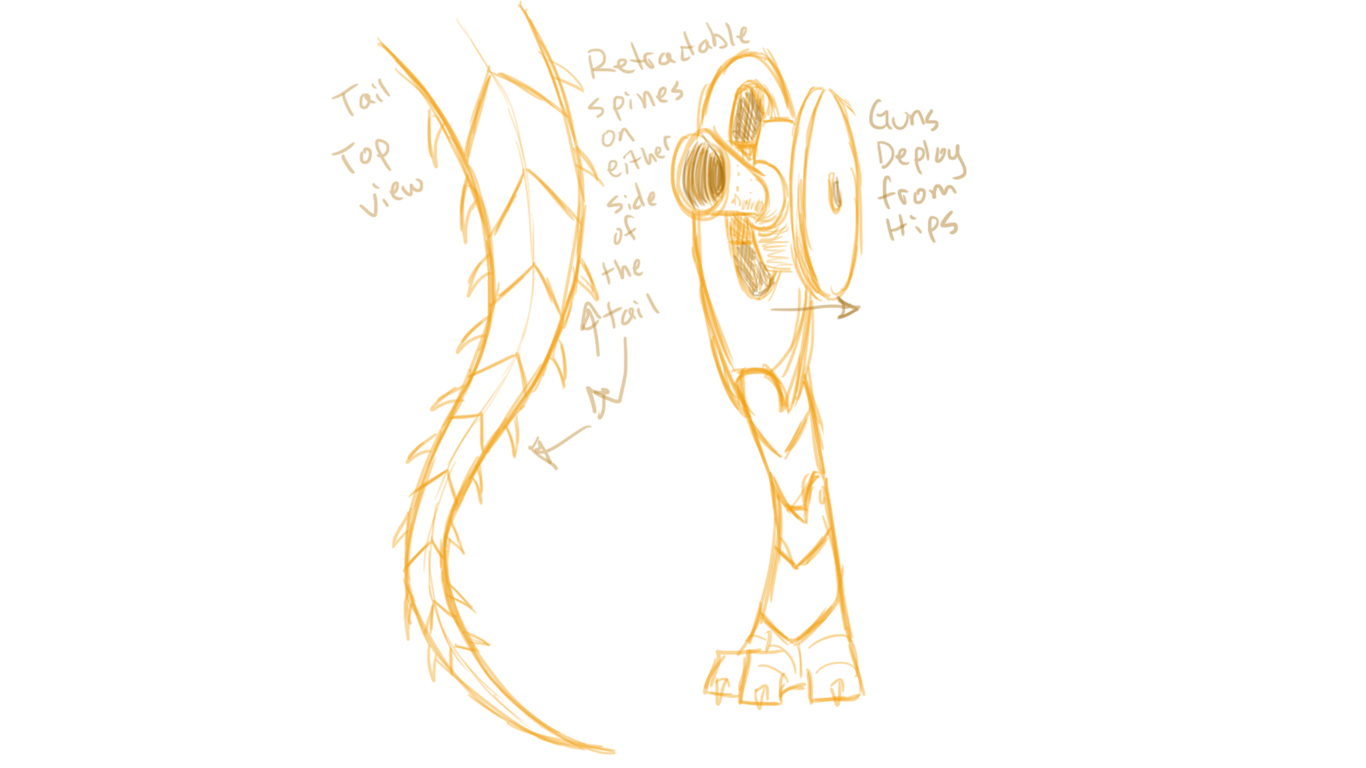 Tail
Top
view
Retractable
spines
on
either
side
of
the
tail
Guns
Deploy
from
Hips